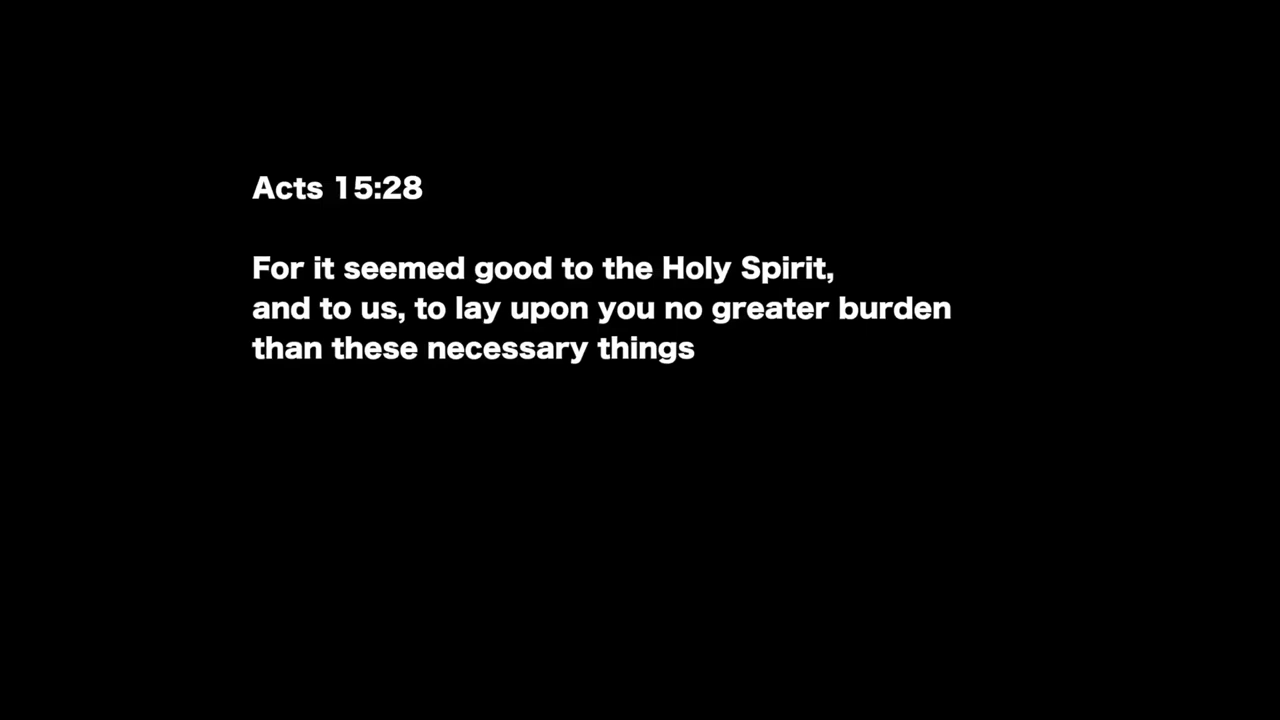 Acts 15:28
For it seemed good to the Holy Spirit,
and to us, to lay upon you no greater burden
than these necessary things